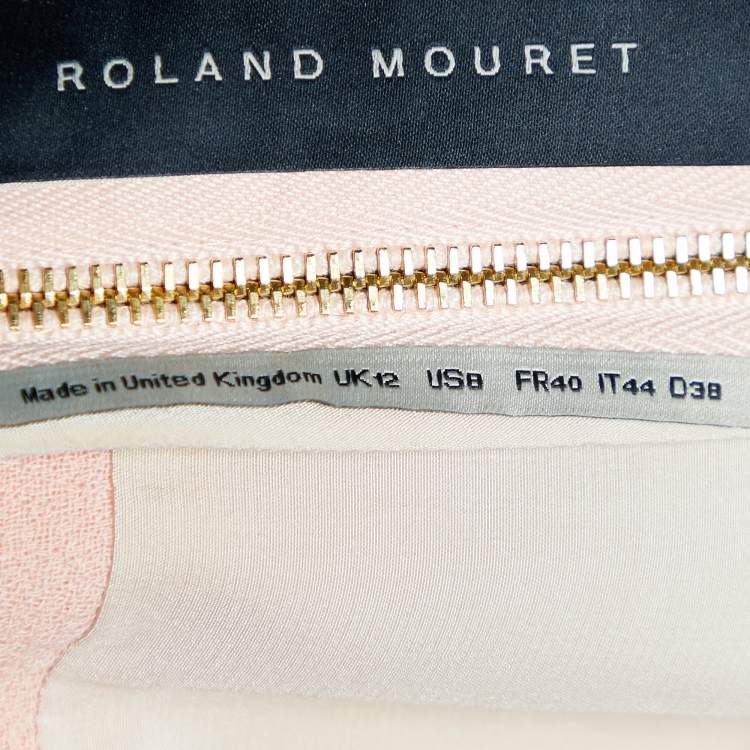 ROLAND MOURET
Made in United Kingdom UK12 US8 FR40 IT44 D38